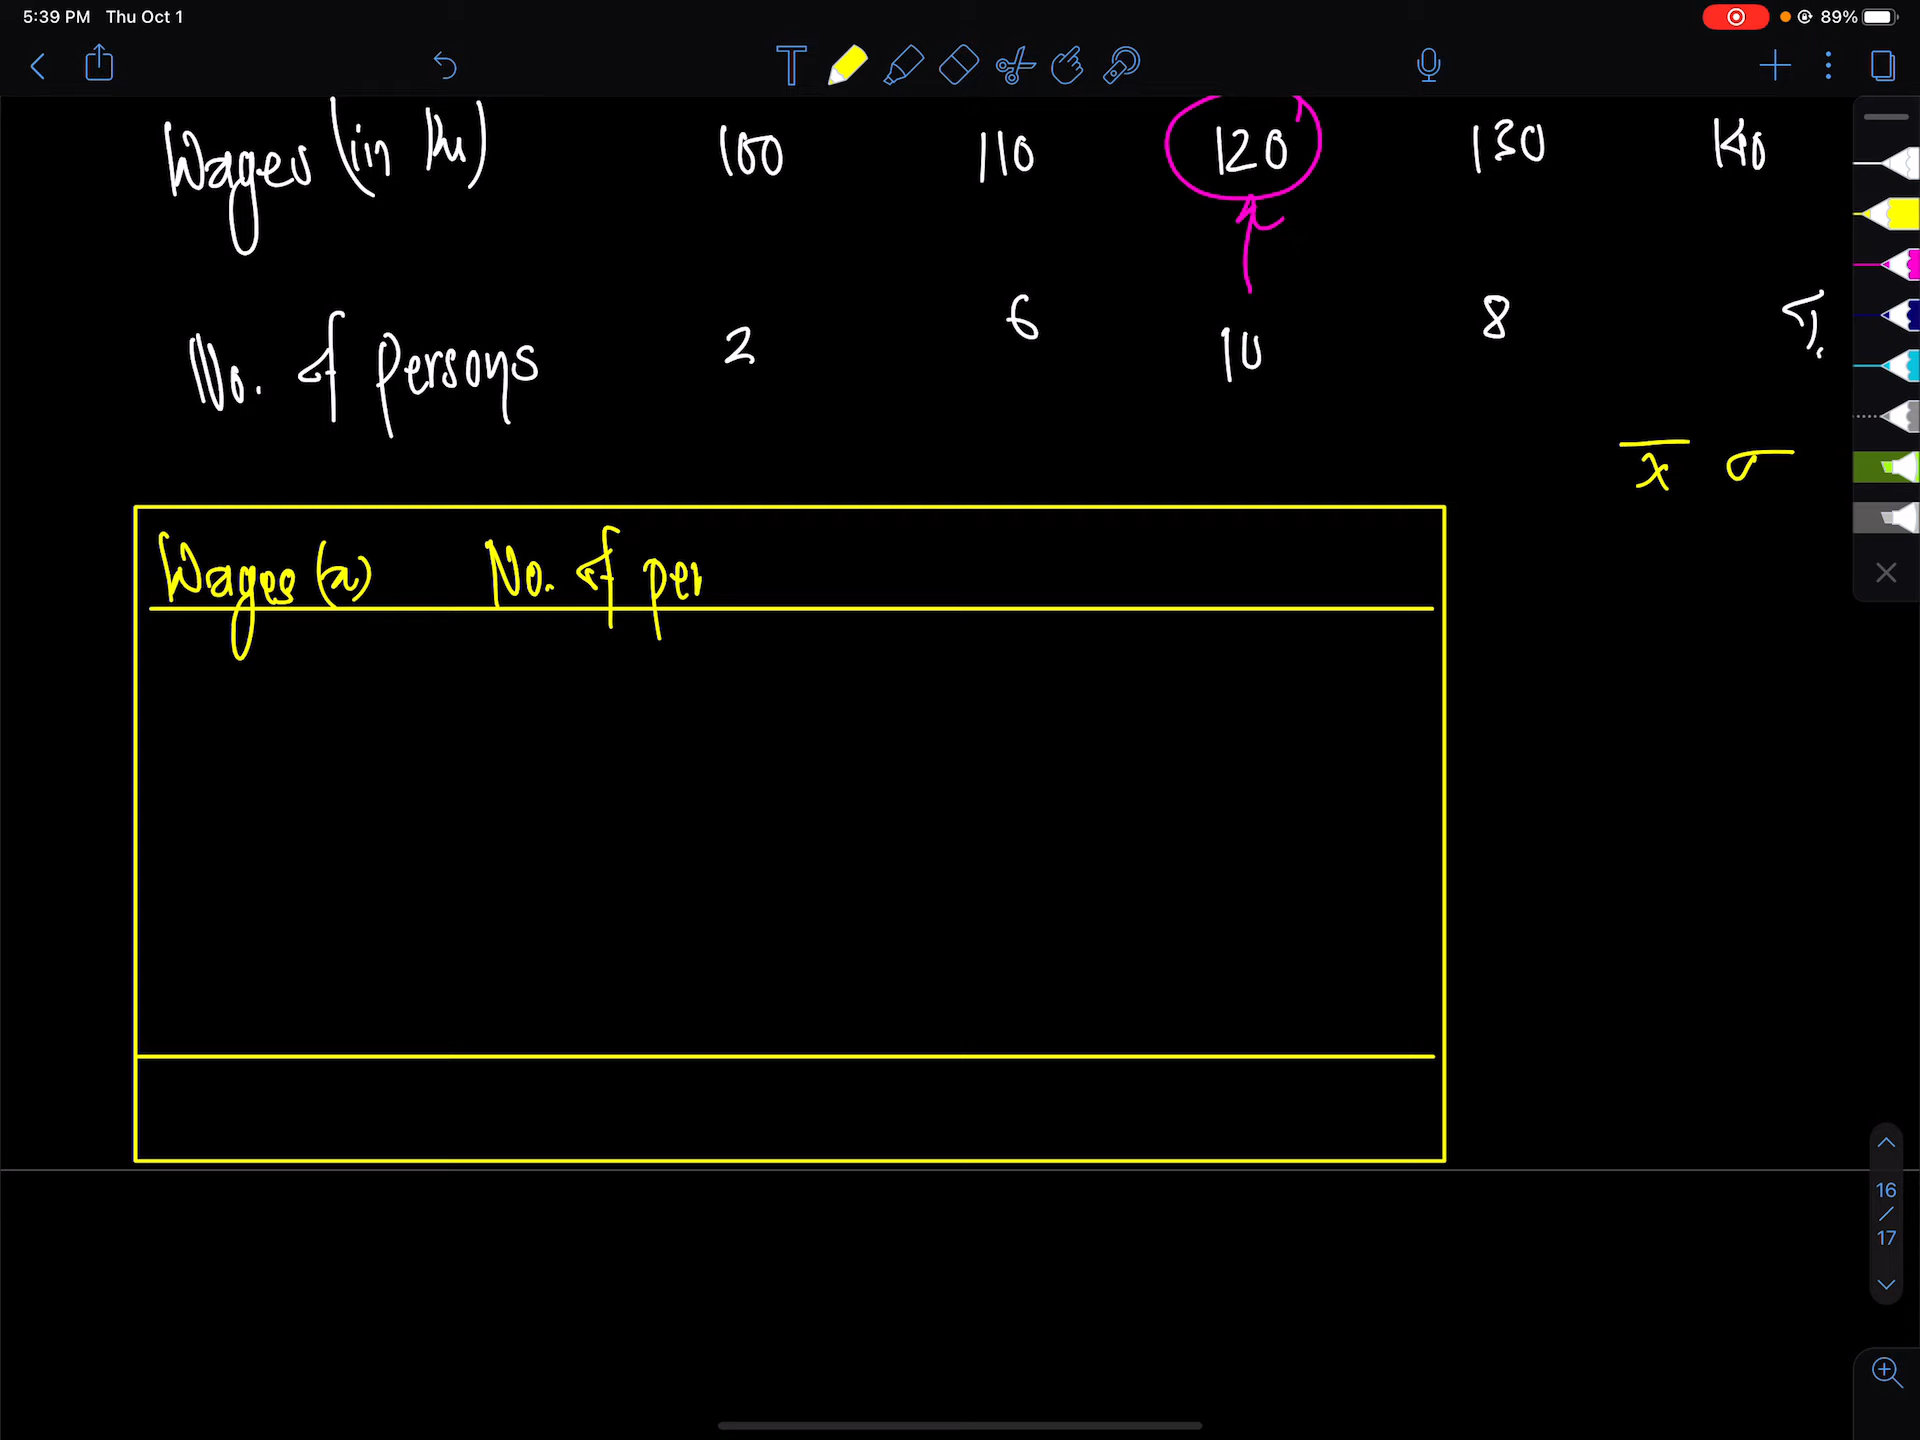 5:39 PM Thu Oct 1 89%
T
Wages (in Rs) 100 110 120 130 140
No. of persons 2 6 10 8
x̄ σ
Wages (x) No. of per
16
/
17